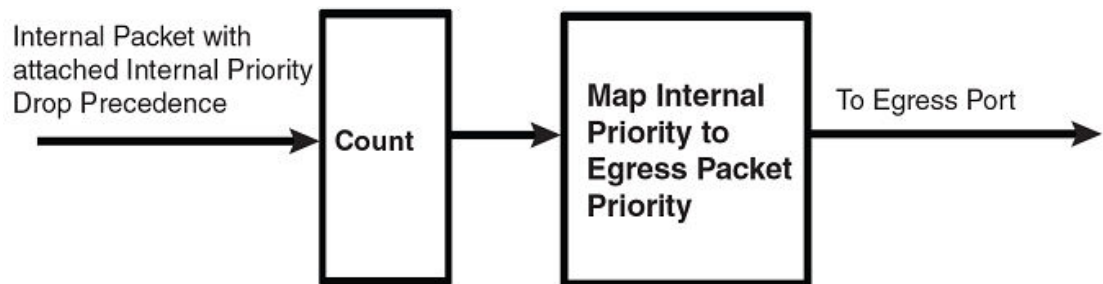 Internal Packet with
attached Internal Priority
Drop Precedence
Count
Map Internal
Priority to
Egress Packet
Priority
To Egress Port